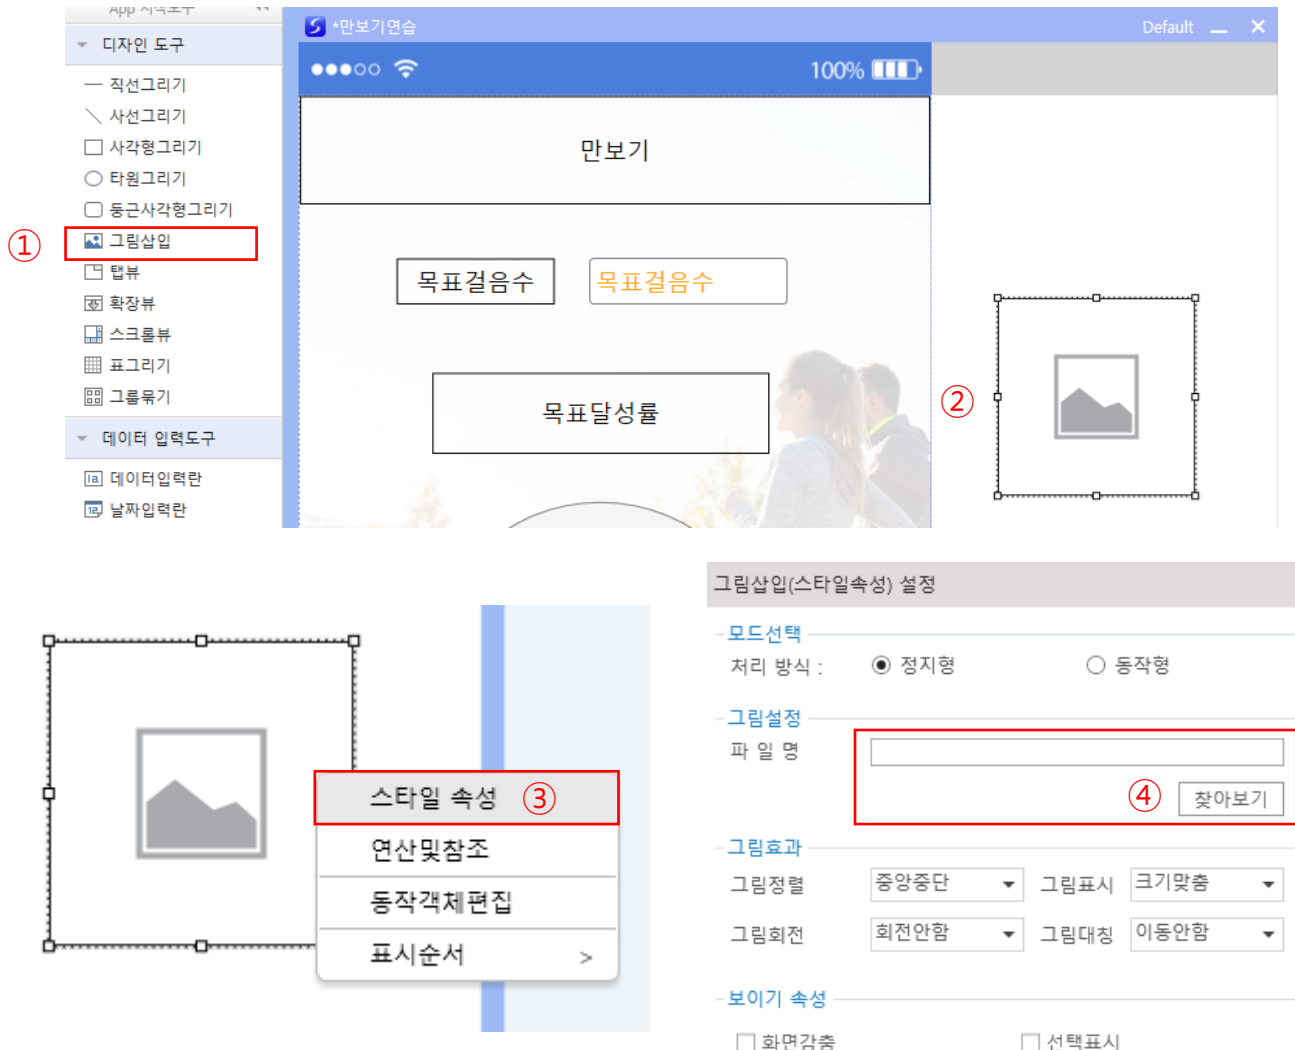 App 제작도구
*만보기연습
Default
디자인 도구
100%
직선그리기
사선그리기
만보기
사각형그리기
타원그리기
둥근사각형그리기
①
그림삽입
탭뷰
목표걸음수
목표걸음수
확장뷰
스크롤뷰
표그리기
그룹묶기
②
목표달성률
데이터 입력도구
데이터입력란
날짜입력란
그림삽입(스타일속성) 설정
모드선택
처리 방식 :
정지형
동작형
그림설정
파 일 명
스타일 속성
③
④
찾아보기
연산및참조
그림효과
그림정렬
중앙중단
그림표시
크기맞춤
동작객체편집
그림회전
회전안함
그림대칭
이동안함
표시순서
>
보이기 속성
화면감춤
선택표시